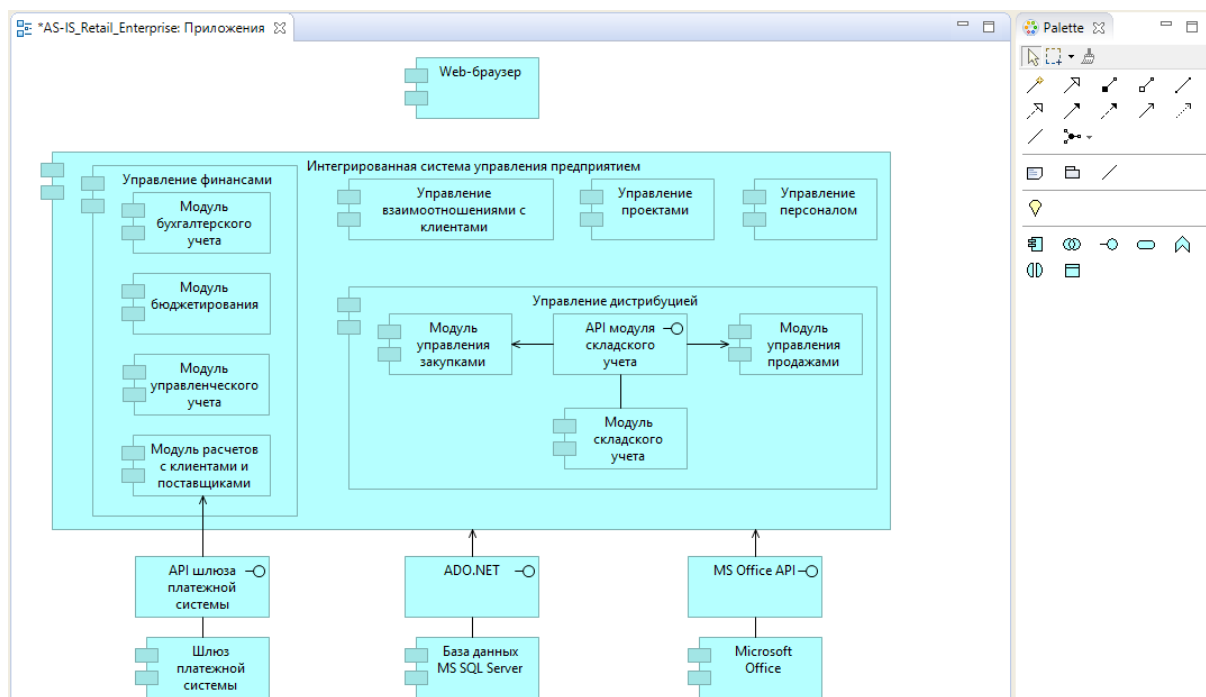 *AS-IS_Retail_Enterprise: Приложения
Palette
Web-браузер
Интегрированная система управления предприятием
Управление финансами
Модуль
бухгалтерского
учета
Модуль
бюджетирования
Модуль
управленческого
учета
Модуль расчетов
с клиентами и
поставщиками
Управление
взаимоотношениями с
клиентами
Управление
проектами
Управление
персоналом
Управление дистрибуцией
Модуль
управления
закупками
API модуля
складского
учета
Модуль
управления
продажами
Модуль
складского
учета
API шлюза
платежной
системы
ADO.NET
MS Office API
Шлюз
платежной
системы
База данных
MS SQL Server
Microsoft
Office